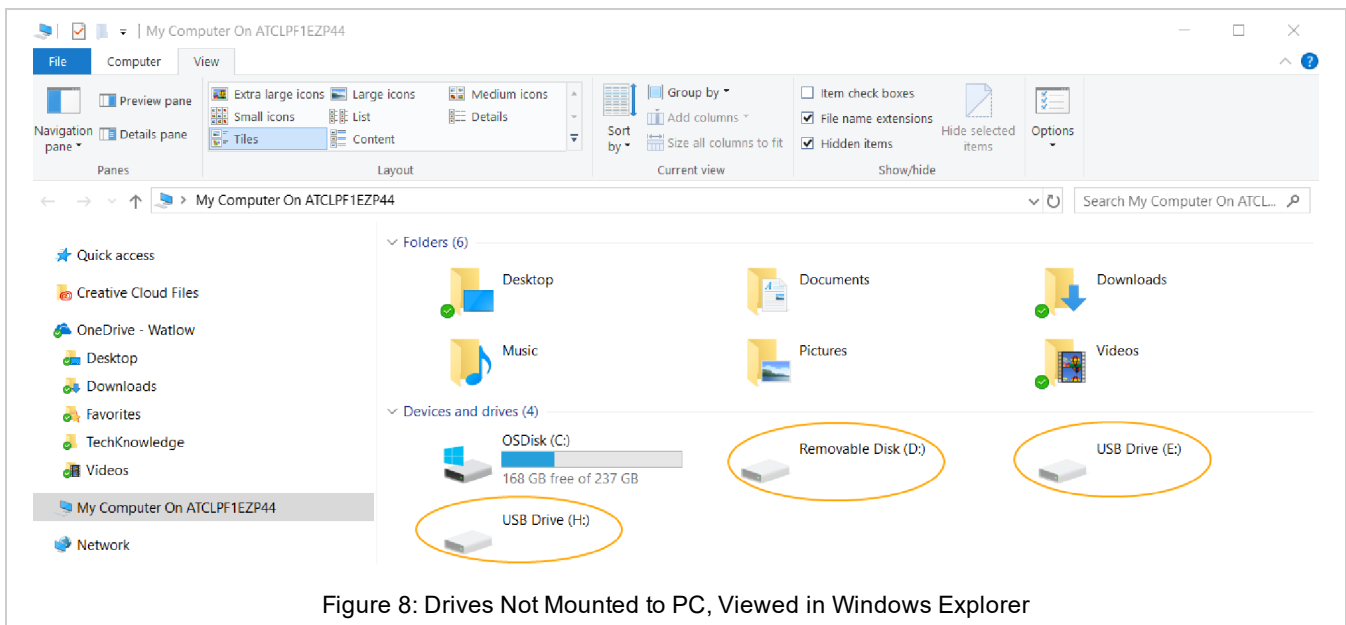 My Computer On ATCLPF1EZP44
File Computer View
Navigation pane
Preview pane
Details pane
Panes
Extra large icons Large icons Medium icons
Small icons List Details
Tiles Content
Layout
Sort by
Group by
Add columns
Size all columns to fit
Current view
Item check boxes
File name extensions
Hidden items
Hide selected items
Show/hide
Options
My Computer On ATCLPF1EZP44
Search My Computer On ATCL...
Quick access
Creative Cloud Files
OneDrive - Watlow
Desktop
Downloads
Favorites
TechKnowledge
Videos
My Computer On ATCLPF1EZP44
Network
Folders (6)
Desktop Documents Downloads
Music Pictures Videos
Devices and drives (4)
OSDisk (C:)
168 GB free of 237 GB
Removable Disk (D:)
USB Drive (E:)
USB Drive (H:)
Figure 8: Drives Not Mounted to PC, Viewed in Windows Explorer